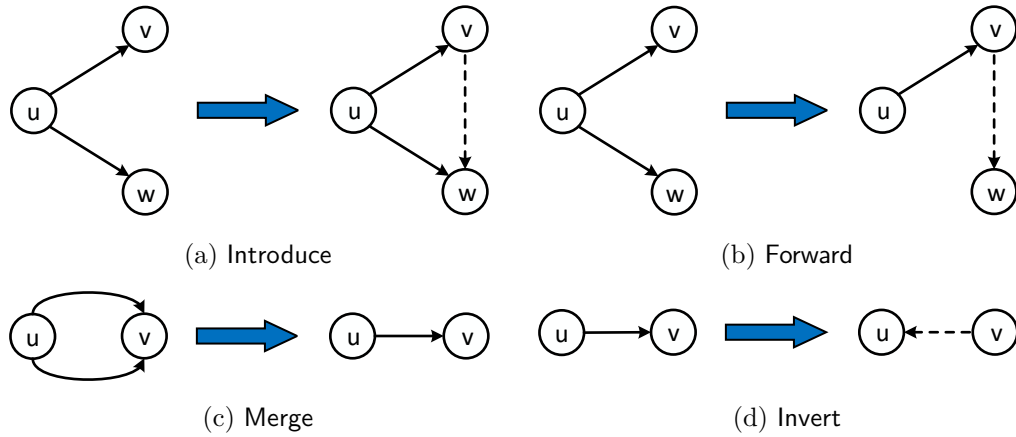 v v v v
u u u u
w w w w
(a) Introduce (b) Forward
u v u v u v u v
(c) Merge (d) Invert